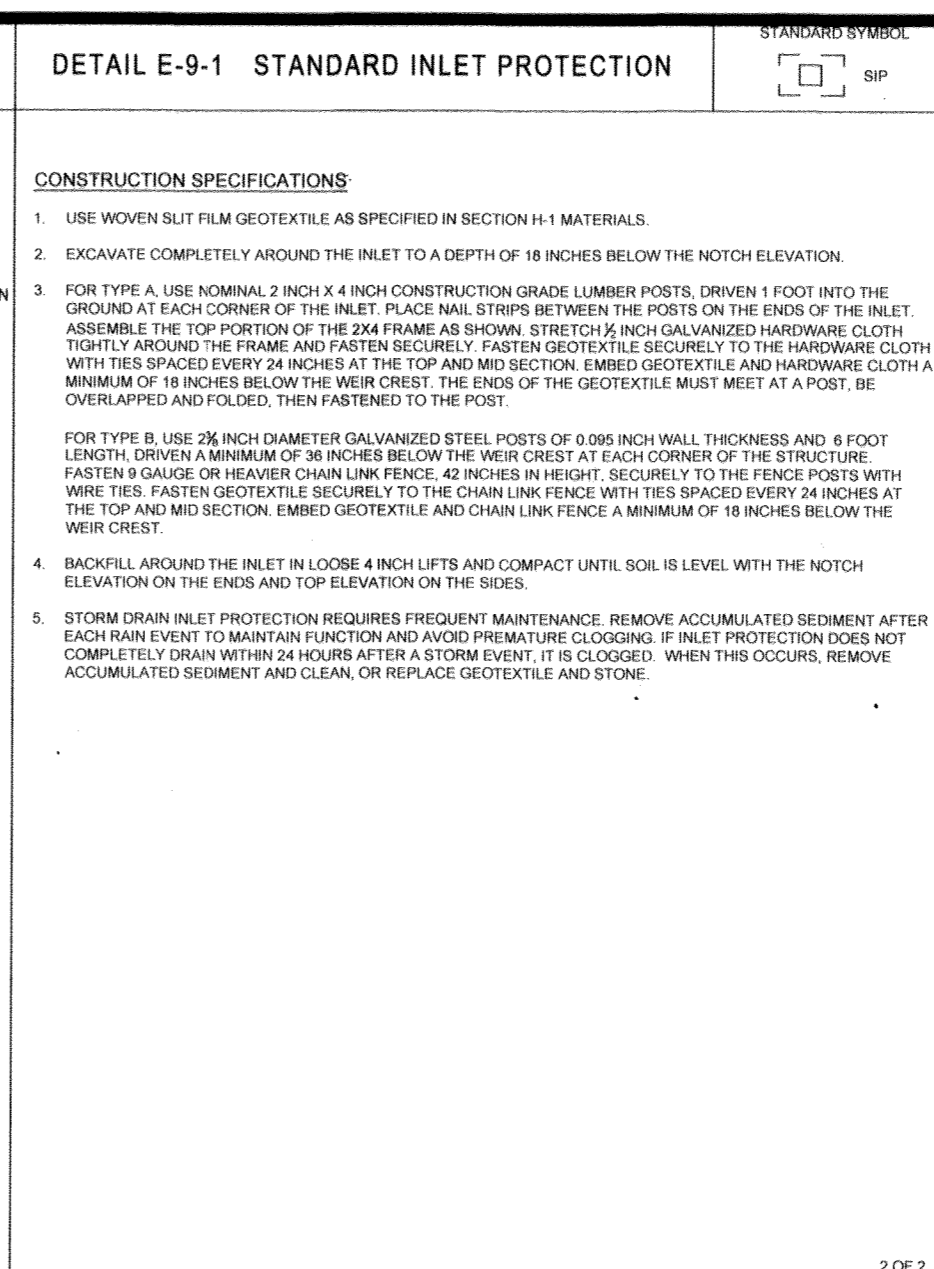 STANDARD SYMBOL
DETAIL E-9-1 STANDARD INLET PROTECTION
SIP
CONSTRUCTION SPECIFICATIONS
1. USE WOVEN SLIT FILM GEOTEXTILE AS SPECIFIED IN SECTION H-1 MATERIALS.
2. EXCAVATE COMPLETELY AROUND THE INLET TO A DEPTH OF 18 INCHES BELOW THE NOTCH ELEVATION.
N
3. FOR TYPE A, USE NOMINAL 2 INCH X 4 INCH CONSTRUCTION GRADE LUMBER POSTS, DRIVEN 1 FOOT INTO THE
GROUND AT EACH CORNER OF THE INLET. PLACE NAIL STRIPS BETWEEN THE POSTS ON THE ENDS OF THE INLET.
ASSEMBLE THE TOP PORTION OF THE 2X4 FRAME AS SHOWN. STRETCH ½ INCH GALVANIZED HARDWARE CLOTH
TIGHTLY AROUND THE FRAME AND FASTEN SECURELY. FASTEN GEOTEXTILE SECURELY TO THE HARDWARE CLOTH
WITH TIES SPACED EVERY 24 INCHES AT THE TOP AND MID SECTION. EMBED GEOTEXTILE AND HARDWARE CLOTH A
MINIMUM OF 18 INCHES BELOW THE WEIR CREST. THE ENDS OF THE GEOTEXTILE MUST MEET AT A POST, BE
OVERLAPPED AND FOLDED, THEN FASTENED TO THE POST.
FOR TYPE B, USE 2⅜ INCH DIAMETER GALVANIZED STEEL POSTS OF 0.095 INCH WALL THICKNESS AND 6 FOOT
LENGTH, DRIVEN A MINIMUM OF 36 INCHES BELOW THE WEIR CREST AT EACH CORNER OF THE STRUCTURE.
FASTEN 9 GAUGE OR HEAVIER CHAIN LINK FENCE, 42 INCHES IN HEIGHT, SECURELY TO THE FENCE POSTS WITH
WIRE TIES. FASTEN GEOTEXTILE SECURELY TO THE CHAIN LINK FENCE WITH TIES SPACED EVERY 24 INCHES AT
THE TOP AND MID SECTION. EMBED GEOTEXTILE AND CHAIN LINK FENCE A MINIMUM OF 18 INCHES BELOW THE
WEIR CREST.
4. BACKFILL AROUND THE INLET IN LOOSE 4 INCH LIFTS AND COMPACT UNTIL SOIL IS LEVEL WITH THE NOTCH
ELEVATION ON THE ENDS AND TOP ELEVATION ON THE SIDES.
5. STORM DRAIN INLET PROTECTION REQUIRES FREQUENT MAINTENANCE. REMOVE ACCUMULATED SEDIMENT AFTER
EACH RAIN EVENT TO MAINTAIN FUNCTION AND AVOID PREMATURE CLOGGING. IF INLET PROTECTION DOES NOT
COMPLETELY DRAIN WITHIN 24 HOURS AFTER A STORM EVENT, IT IS CLOGGED. WHEN THIS OCCURS, REMOVE
ACCUMULATED SEDIMENT AND CLEAN, OR REPLACE GEOTEXTILE AND STONE.
2 OF 2